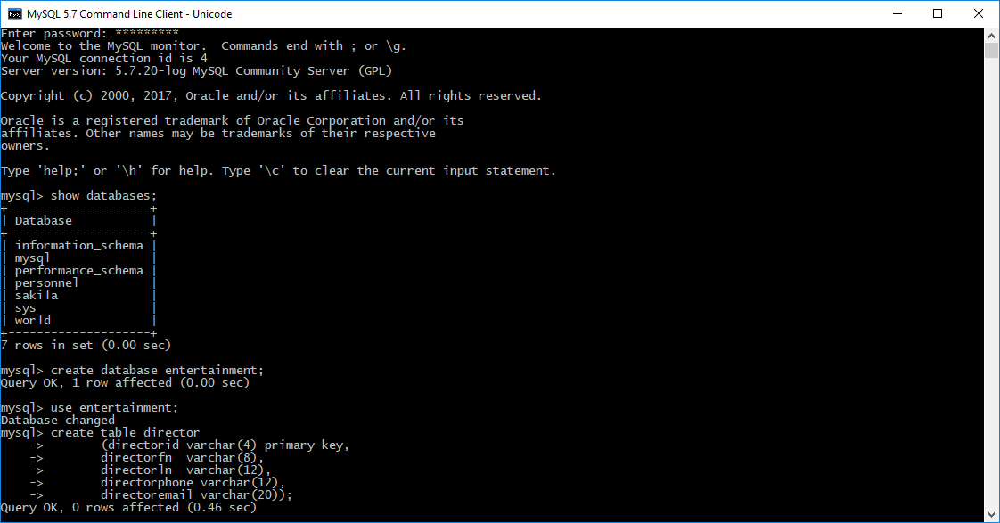 MySQL 5.7 Command Line Client - Unicode
Enter password: *********
Welcome to the MySQL monitor.  Commands end with ; or \g.
Your MySQL connection id is 4
Server version: 5.7.20-log MySQL Community Server (GPL)
Copyright (c) 2000, 2017, Oracle and/or its affiliates. All rights reserved.
Oracle is a registered trademark of Oracle Corporation and/or its
affiliates. Other names may be trademarks of their respective
owners.
Type 'help;' or '\h' for help. Type '\c' to clear the current input statement.
mysql> show databases;
+--------------------+
| Database           |
+--------------------+
| information_schema |
| mysql              |
| performance_schema |
| personnel          |
| sakila             |
| sys                |
| world              |
+--------------------+
7 rows in set (0.00 sec)
mysql> create database entertainment;
Query OK, 1 row affected (0.00 sec)
mysql> use entertainment;
Database changed
mysql> create table director
    ->        (directorid varchar(4) primary key,
    ->        directorfn  varchar(8),
    ->        directorln  varchar(12),
    ->        directorphone varchar(12),
    ->        directoremail varchar(20));
Query OK, 0 rows affected (0.46 sec)